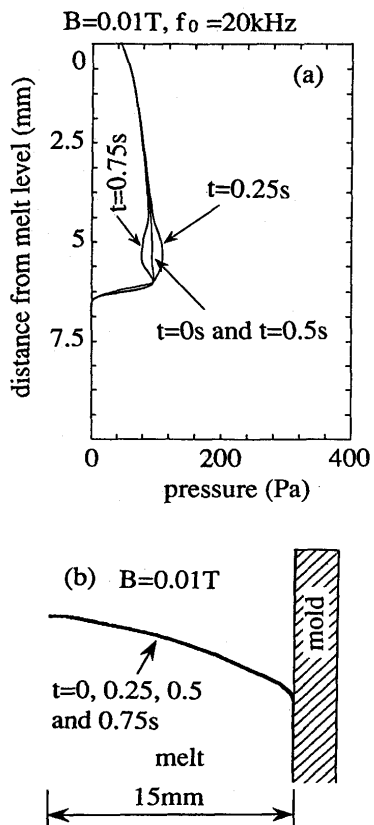 B=0.01T, f₀=20kHz
(a)
0
2.5
5
7.5
distance from melt level (mm)
t=0.75s
t=0.25s
t=0s and t=0.5s
0
200
400
pressure (Pa)
(b) B=0.01T
mold
t=0, 0.25, 0.5
and 0.75s
melt
15mm